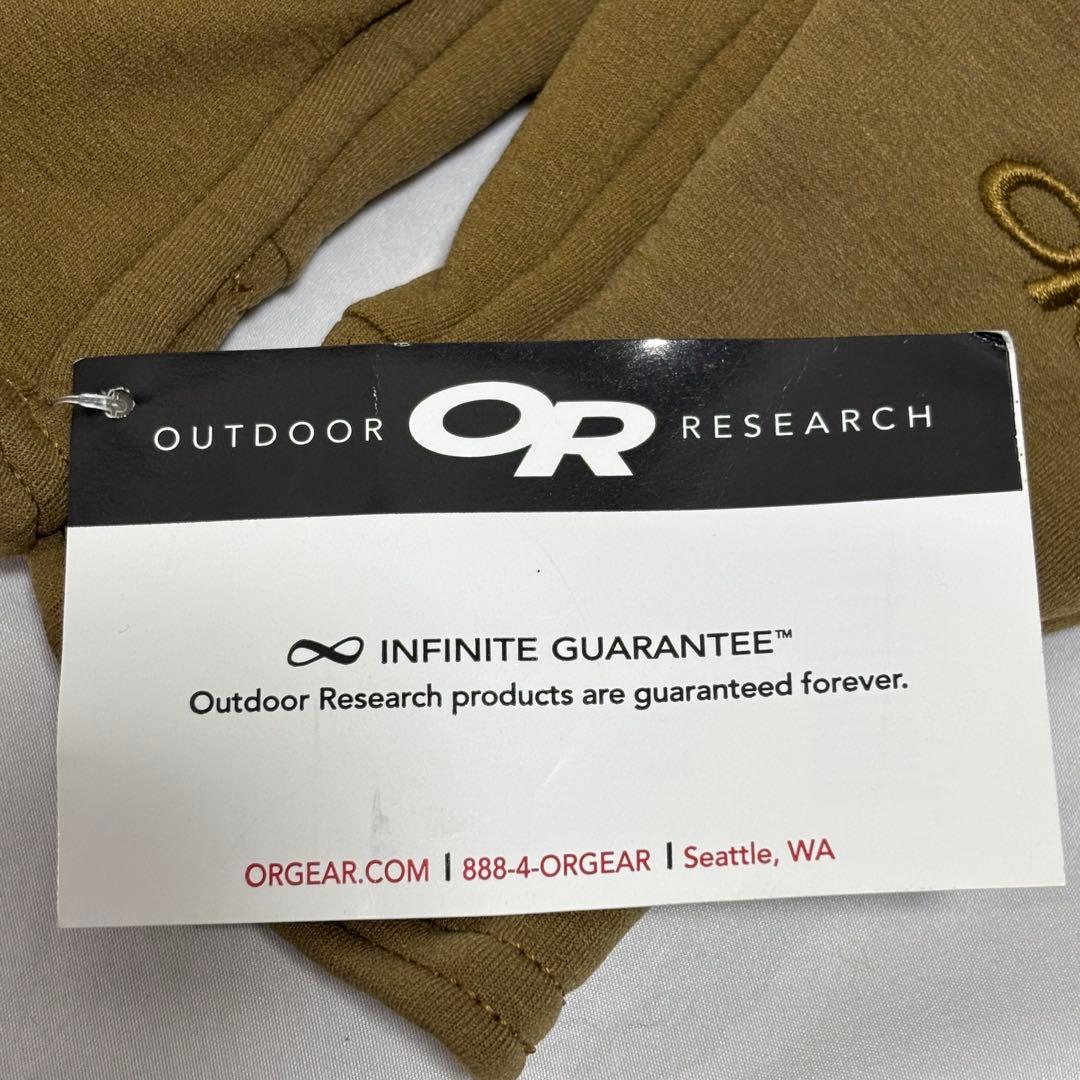 OUTDOOR OR RESEARCH
INFINITE GUARANTEE™
Outdoor Research products are guaranteed forever.
ORGEAR.COM | 888-4-ORGEAR | Seattle, WA